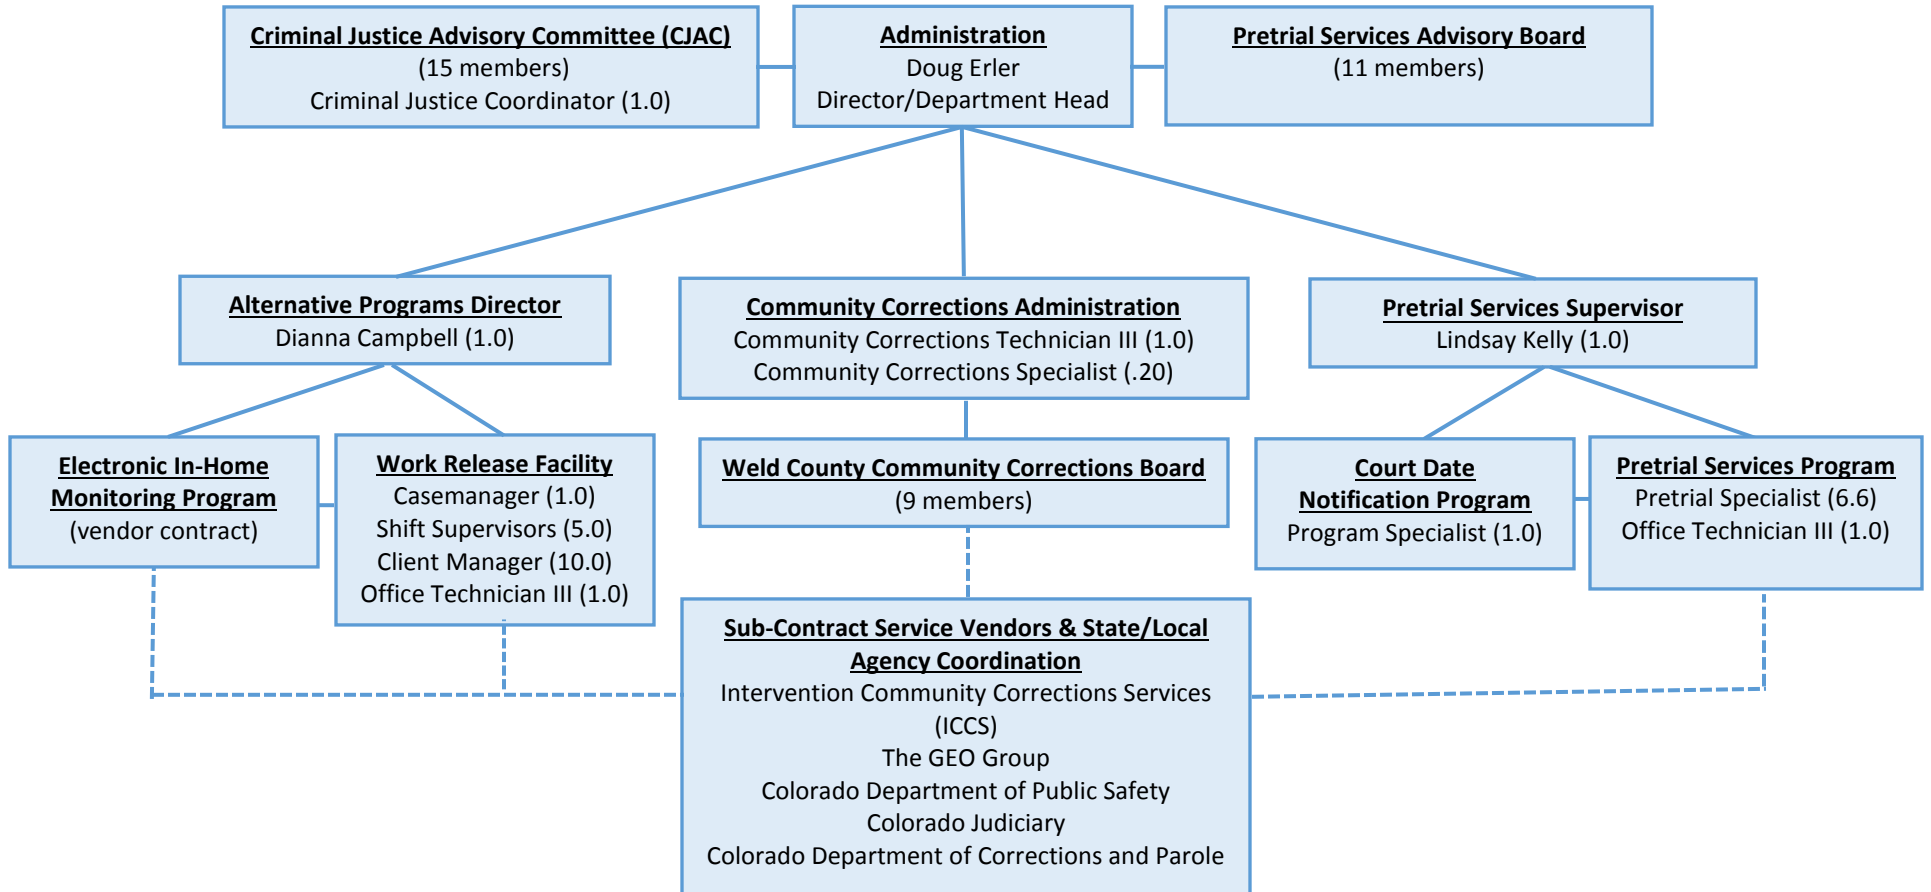 Criminal Justice Advisory Committee (CJAC)
(15 members)
Criminal Justice Coordinator (1.0)
Administration
Doug Erler
Director/Department Head
Pretrial Services Advisory Board
(11 members)
Alternative Programs Director
Dianna Campbell (1.0)
Community Corrections Administration
Community Corrections Technician III (1.0)
Community Corrections Specialist (.20)
Pretrial Services Supervisor
Lindsay Kelly (1.0)
Electronic In-Home
Monitoring Program
(vendor contract)
Work Release Facility
Casemanager (1.0)
Shift Supervisors (5.0)
Client Manager (10.0)
Office Technician III (1.0)
Weld County Community Corrections Board
(9 members)
Court Date
Notification Program
Program Specialist (1.0)
Pretrial Services Program
Pretrial Specialist (6.6)
Office Technician III (1.0)
Sub-Contract Service Vendors & State/Local
Agency Coordination
Intervention Community Corrections Services
(ICCS)
The GEO Group
Colorado Department of Public Safety
Colorado Judiciary
Colorado Department of Corrections and Parole